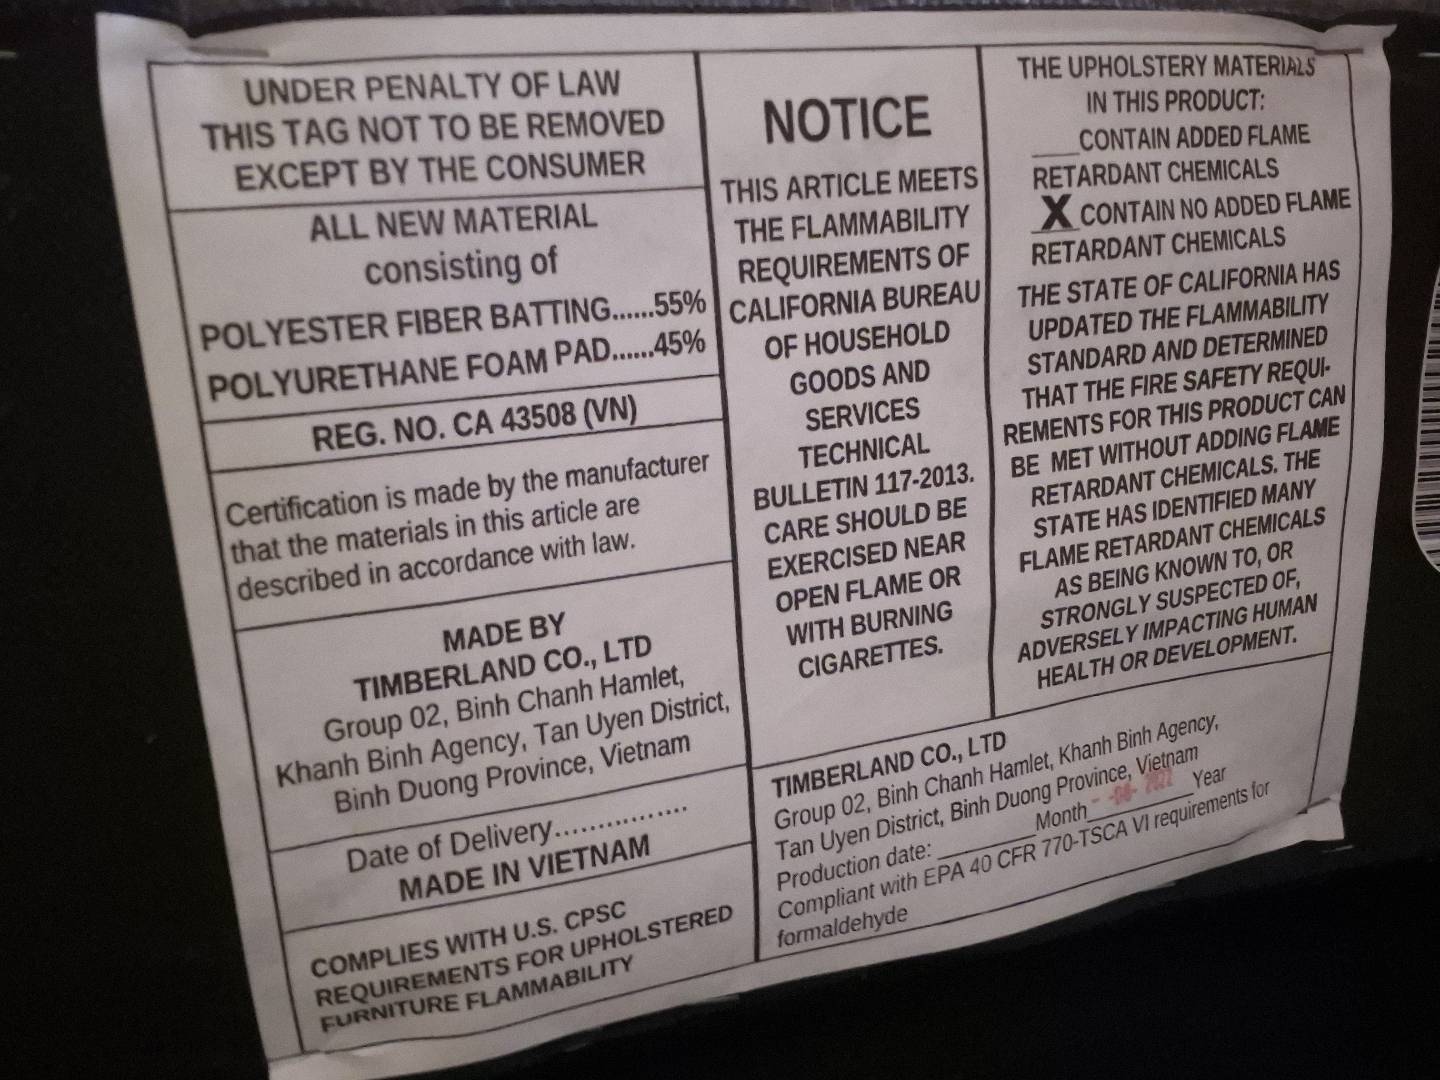 UNDER PENALTY OF LAW
THIS TAG NOT TO BE REMOVED
EXCEPT BY THE CONSUMER
ALL NEW MATERIAL
consisting of
POLYESTER FIBER BATTING......55%
POLYURETHANE FOAM PAD......45%
REG. NO. CA 43508 (VN)
Certification is made by the manufacturer
that the materials in this article are
described in accordance with law.
MADE BY
TIMBERLAND CO., LTD
Group 02, Binh Chanh Hamlet,
Khanh Binh Agency, Tan Uyen District,
Binh Duong Province, Vietnam
Date of Delivery................
MADE IN VIETNAM
COMPLIES WITH U.S. CPSC
REQUIREMENTS FOR UPHOLSTERED
FURNITURE FLAMMABILITY
NOTICE
THIS ARTICLE MEETS
THE FLAMMABILITY
REQUIREMENTS OF
CALIFORNIA BUREAU
OF HOUSEHOLD
GOODS AND
SERVICES
TECHNICAL
BULLETIN 117-2013.
CARE SHOULD BE
EXERCISED NEAR
OPEN FLAME OR
WITH BURNING
CIGARETTES.
THE UPHOLSTERY MATERIALS
IN THIS PRODUCT:
___CONTAIN ADDED FLAME
RETARDANT CHEMICALS
X CONTAIN NO ADDED FLAME
RETARDANT CHEMICALS
THE STATE OF CALIFORNIA HAS
UPDATED THE FLAMMABILITY
STANDARD AND DETERMINED
THAT THE FIRE SAFETY REQUI-
REMENTS FOR THIS PRODUCT CAN
BE MET WITHOUT ADDING FLAME
RETARDANT CHEMICALS. THE
STATE HAS IDENTIFIED MANY
FLAME RETARDANT CHEMICALS
AS BEING KNOWN TO, OR
STRONGLY SUSPECTED OF,
ADVERSELY IMPACTING HUMAN
HEALTH OR DEVELOPMENT.
TIMBERLAND CO., LTD
Group 02, Binh Chanh Hamlet, Khanh Binh Agency,
Tan Uyen District, Binh Duong Province, Vietnam
Production date: ________Month________Year
Compliant with EPA 40 CFR 770-TSCA VI requirements for
formaldehyde